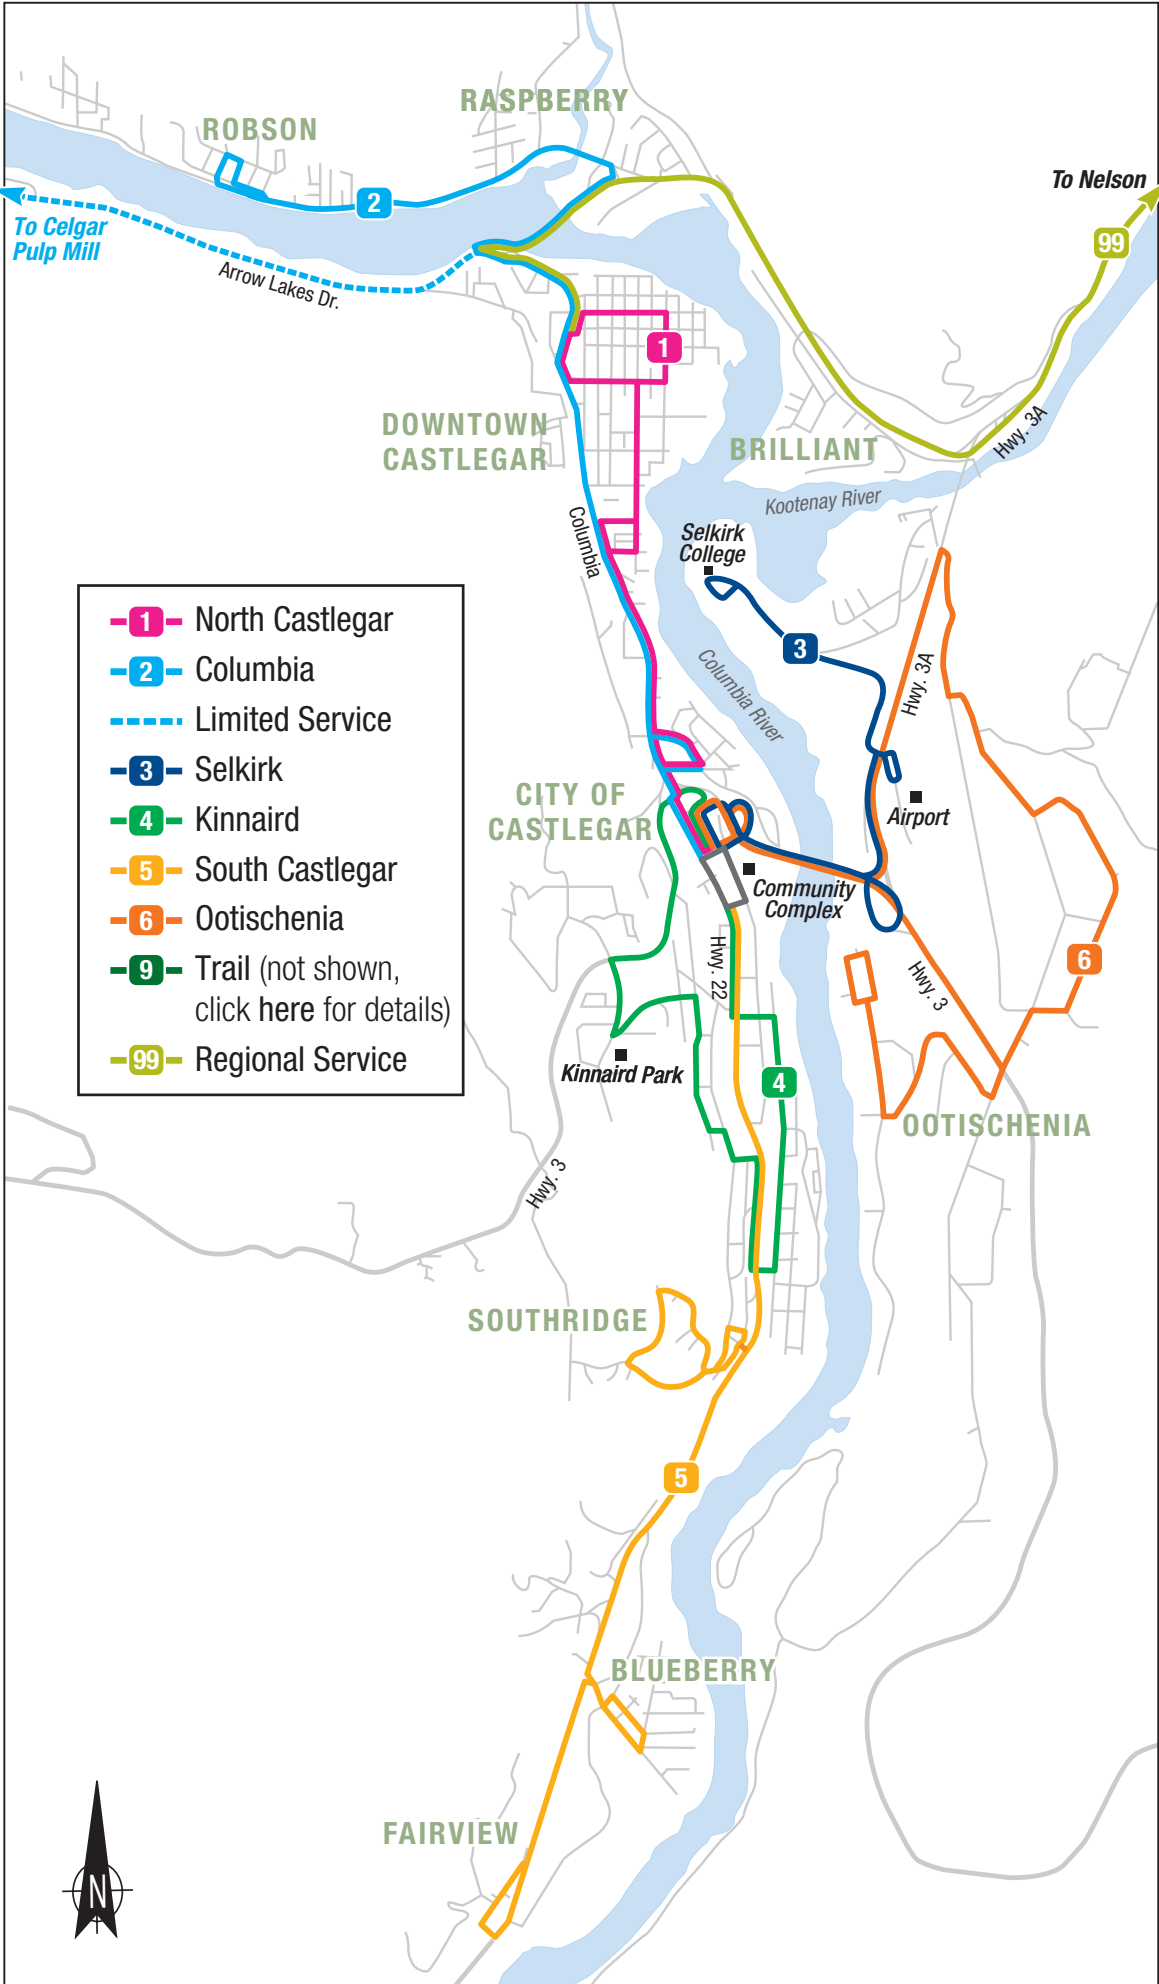 RASPBERRY
ROBSON
To Nelson
2
99
To Celgar
Pulp Mill
Arrow Lakes Dr.
1
DOWNTOWN
CASTLEGAR
BRILLIANT
Hwy. 3A
Kootenay River
Columbia
Selkirk
College
3
Columbia River
Hwy. 3A
1 North Castlegar
2 Columbia
Limited Service
3 Selkirk
4 Kinnaird
5 South Castlegar
6 Ootischenia
9 Trail (not shown,
click here for details)
99 Regional Service
CITY OF
CASTLEGAR
Airport
Community
Complex
Hwy. 22
Hwy. 3
6
Kinnaird Park
4
OOTISCHENIA
Hwy. 3
SOUTHRIDGE
5
BLUEBERRY
FAIRVIEW
N